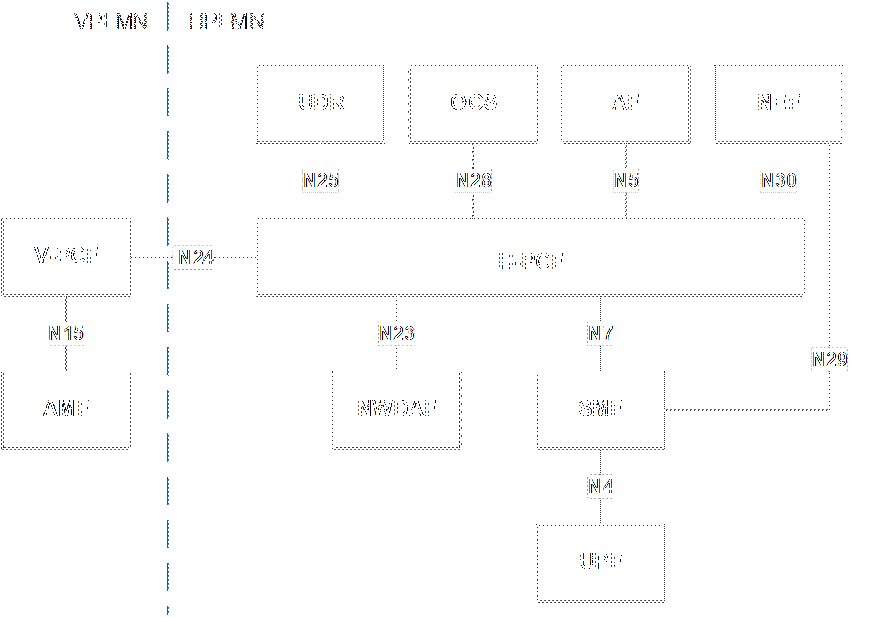 VPLMN HPLMN
UDR OCS AF NEF
N25 N28 N5 N30
V-PCF N24 H-PCF
N15 N23 N7
N29
AMF NWDAF SMF
N4
UPF